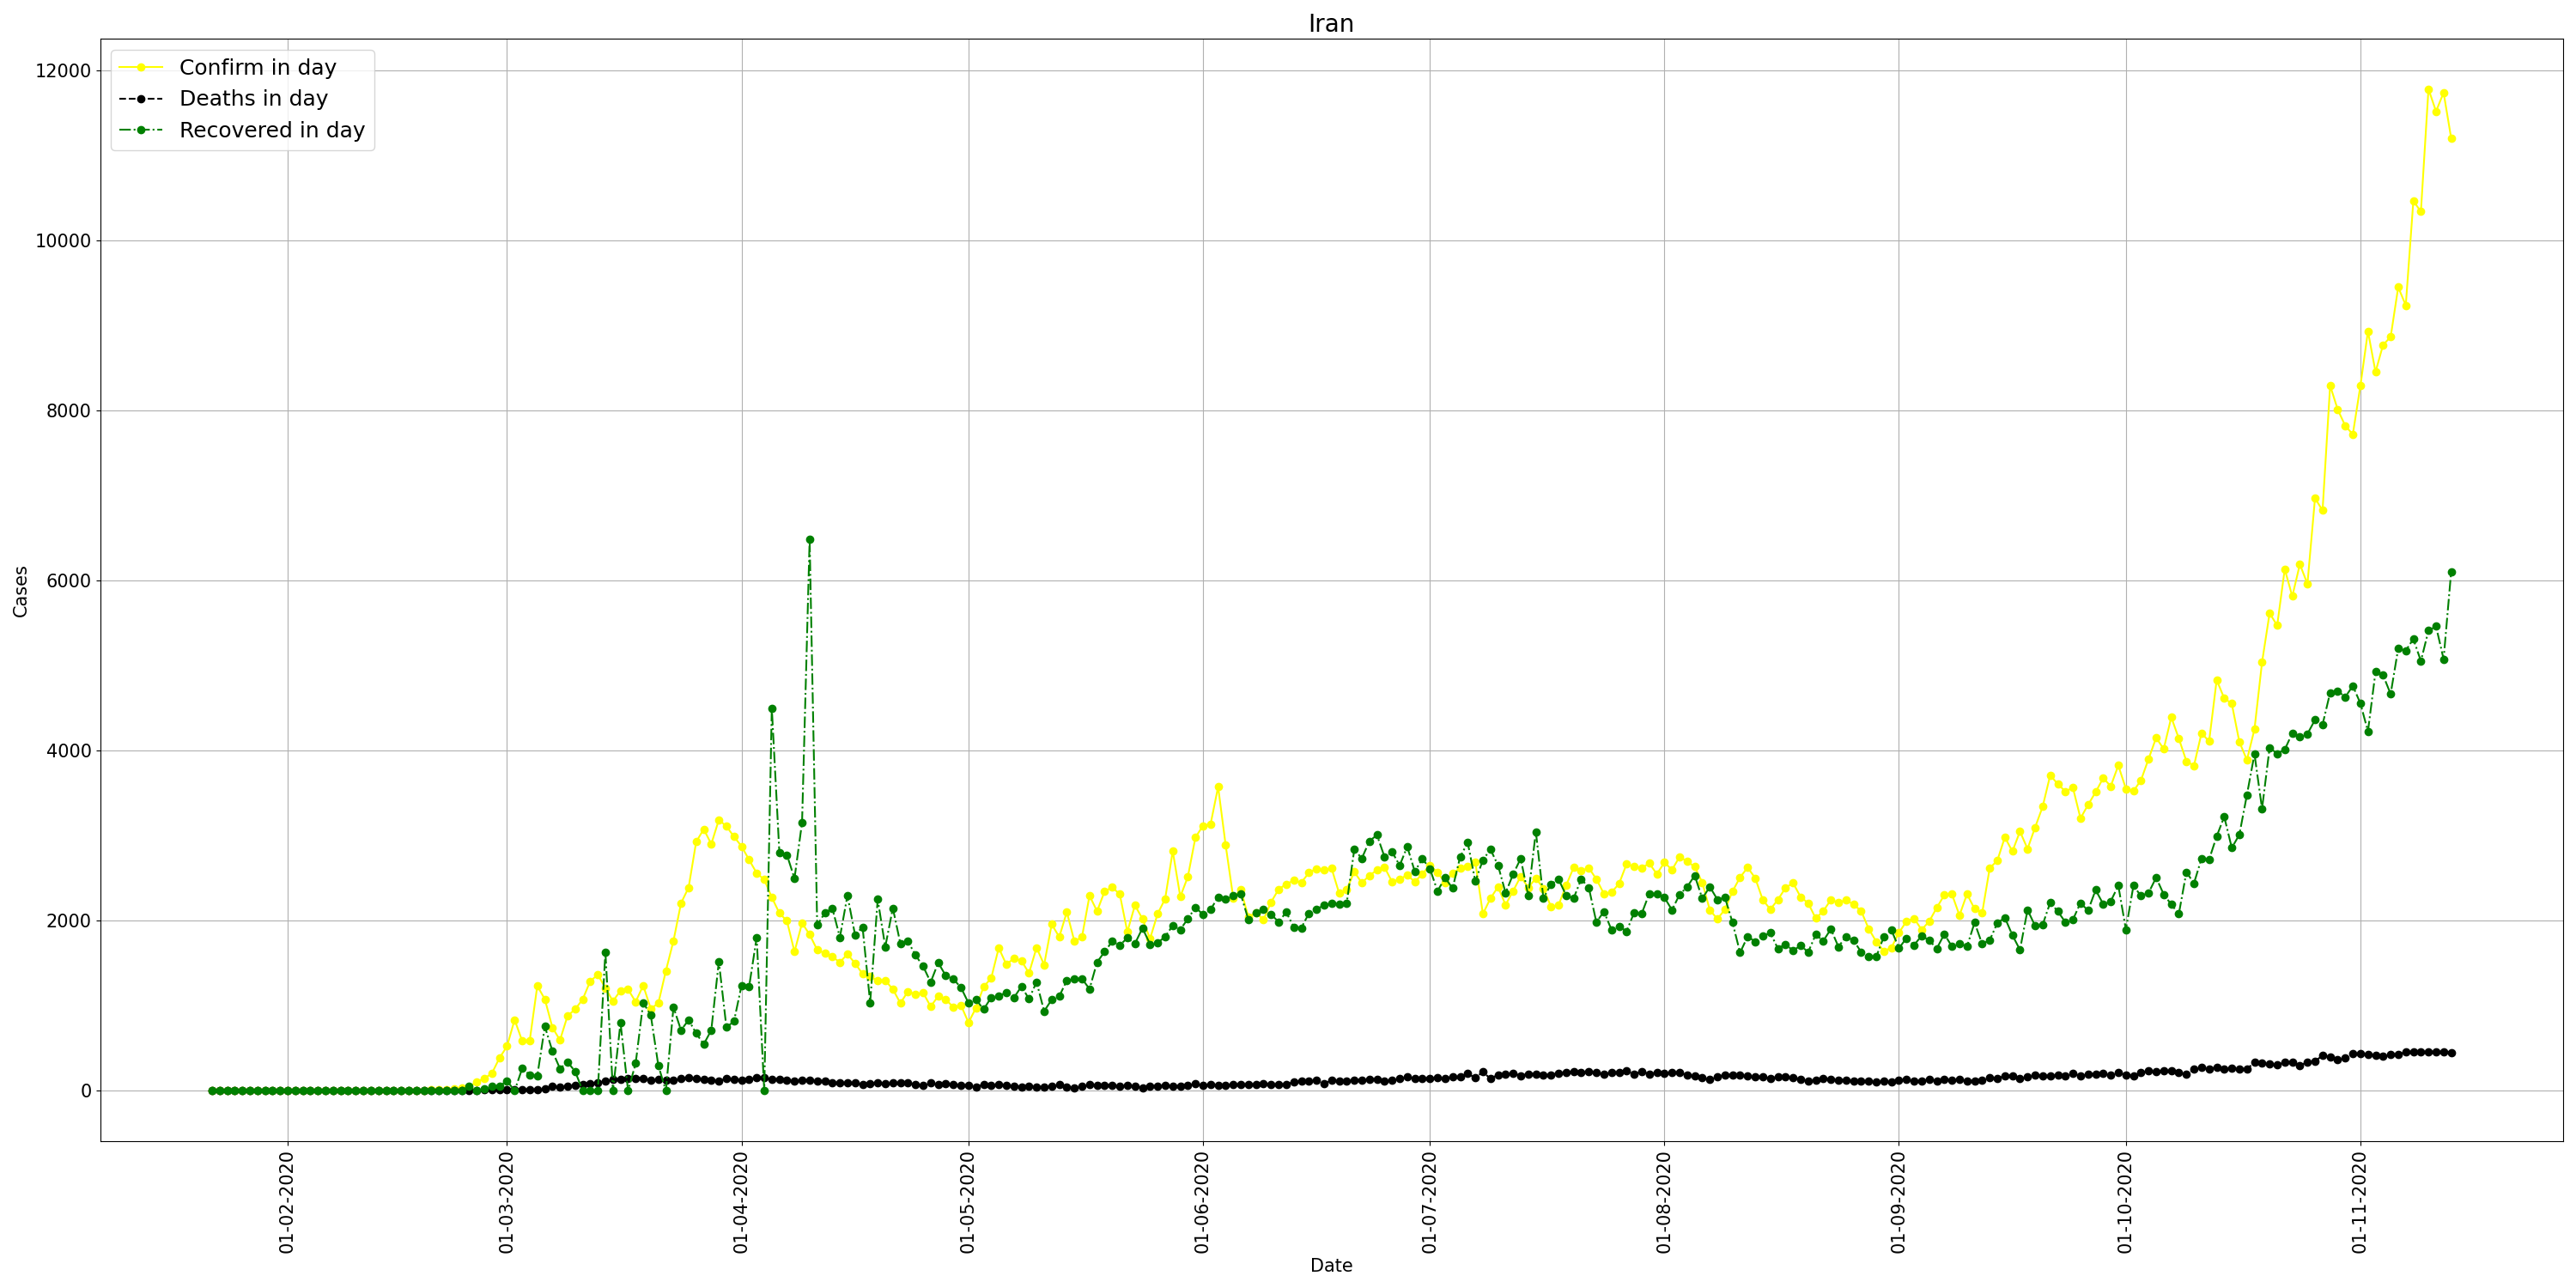 Iran
Confirm in day
Deaths in day
Recovered in day
12000
10000
8000
6000
4000
2000
0
Cases
01-02-2020
01-03-2020
01-04-2020
01-05-2020
01-06-2020
01-07-2020
01-08-2020
01-09-2020
01-10-2020
01-11-2020
Date